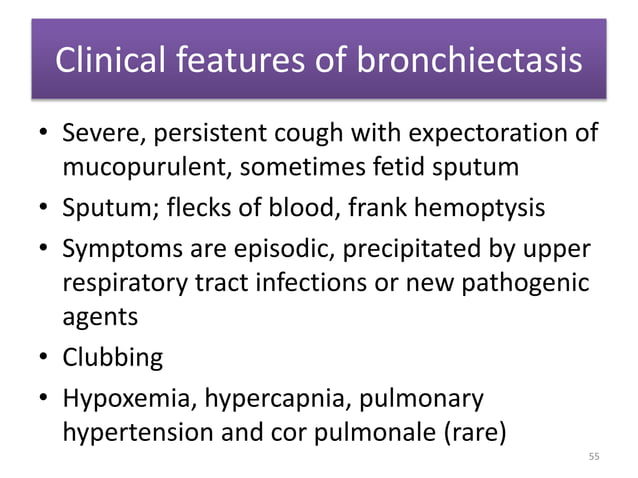 Clinical features of bronchiectasis
• Severe, persistent cough with expectoration of
mucopurulent, sometimes fetid sputum
• Sputum; flecks of blood, frank hemoptysis
• Symptoms are episodic, precipitated by upper
respiratory tract infections or new pathogenic
agents
• Clubbing
• Hypoxemia, hypercapnia, pulmonary
hypertension and cor pulmonale (rare)
55